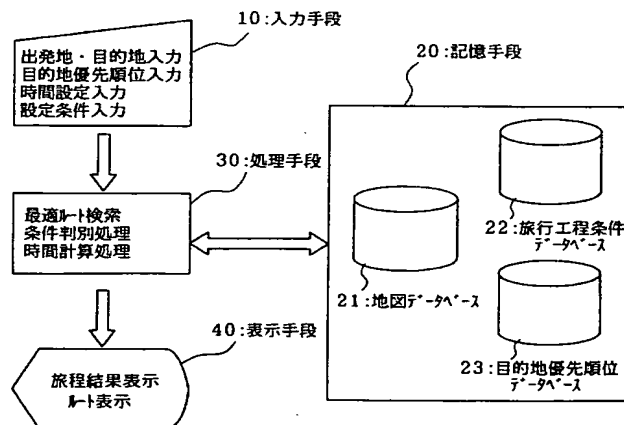 10:入力手段
出発地・目的地入力
目的地優先順位入力
時間設定入力
設定条件入力
20:記憶手段
30:処理手段
最適ﾙｰﾄ検索
条件判別処理
時間計算処理
22:旅行工程条件
ﾃﾞｰﾀﾍﾞｰｽ
21:地図ﾃﾞｰﾀﾍﾞｰｽ
40:表示手段
旅程結果表示
ﾙｰﾄ表示
23:目的地優先順位
ﾃﾞｰﾀﾍﾞｰｽ